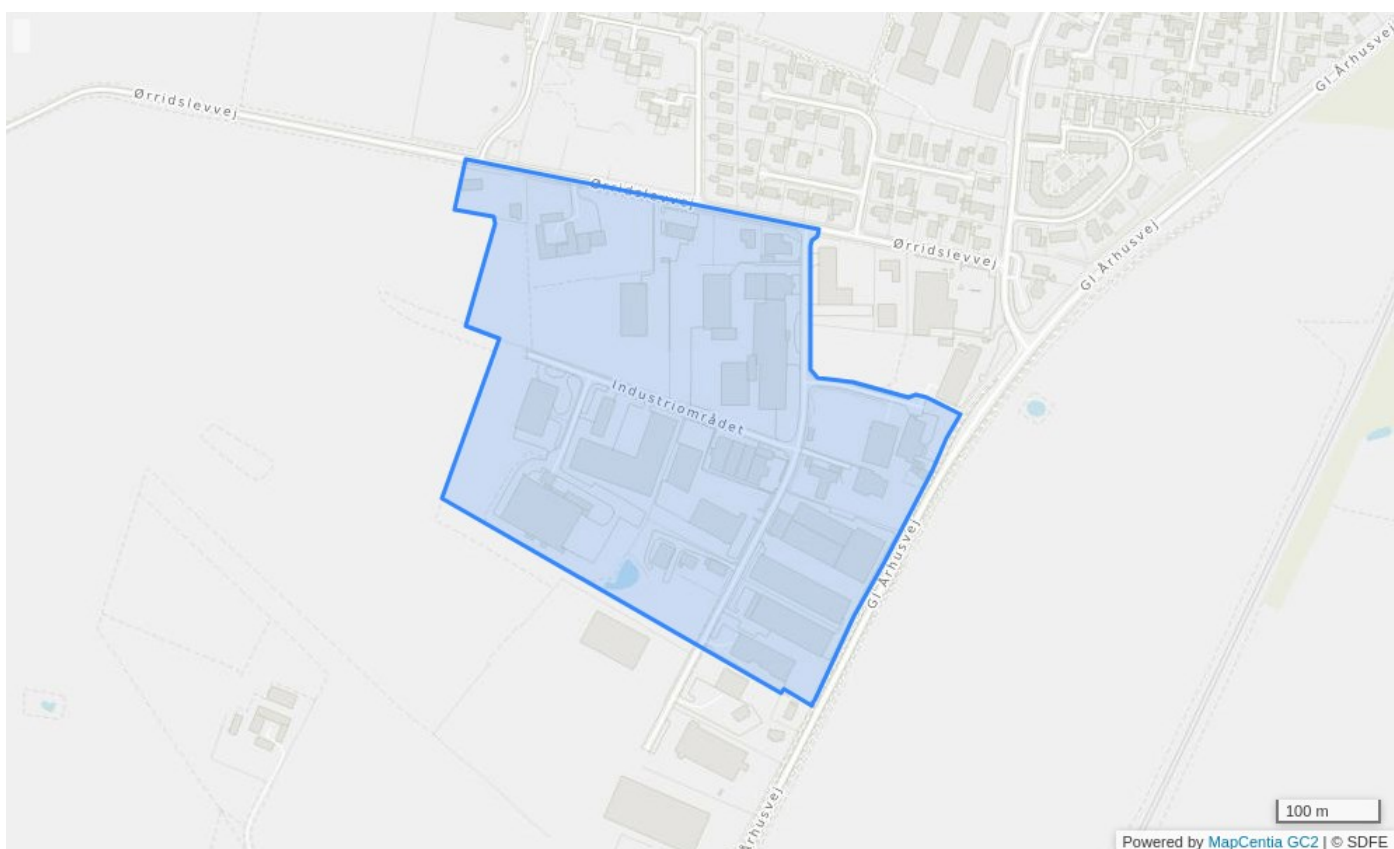 Gl Århusvej
Ørridslevvej
Ørridslevvej
Gl Århusvej
Ørridslevvej
Industriområdet
Gl Århusvej
Århusvej
100 m
Powered by MapCentia GC2 | © SDFE